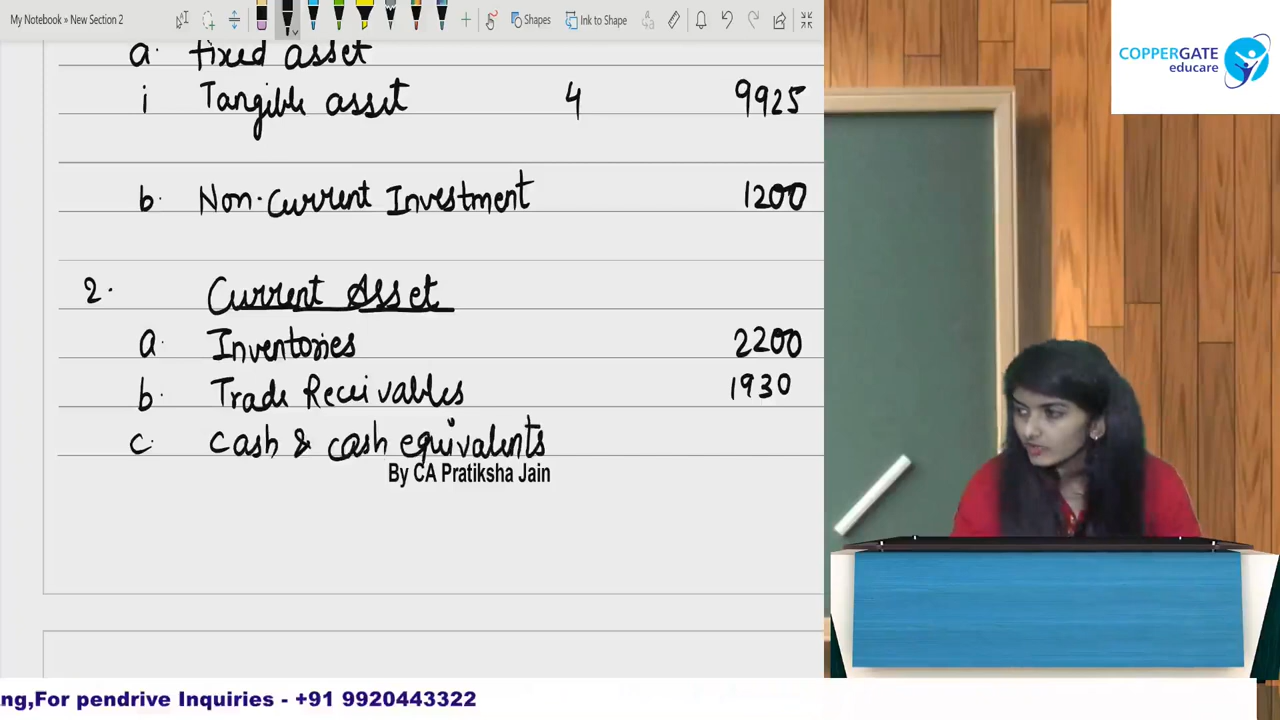 My Notebook » New Section 2
Shapes
Ink to Shape
COPPERGATE
educare
a. fixed asset
i Tangible asset 4 9925
b. Non-Current Investment 1200
2. Current Asset
a. Inventories 2200
b. Trade Receivables 1930
c. Cash & cash equivalents
By CA Pratiksha Jain
ng,For pendrive Inquiries - +91 9920443322